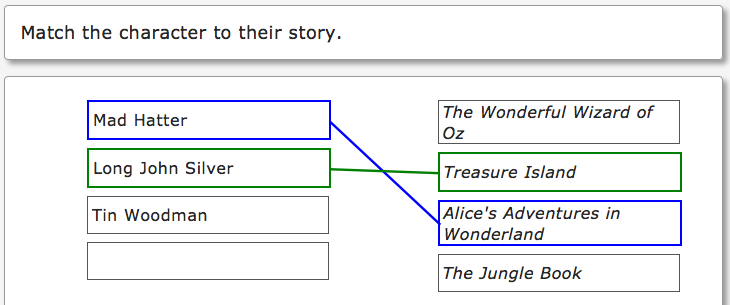 Match the character to their story.
Mad Hatter
Long John Silver
Tin Woodman
The Wonderful Wizard of
Oz
Treasure Island
Alice's Adventures in
Wonderland
The Jungle Book